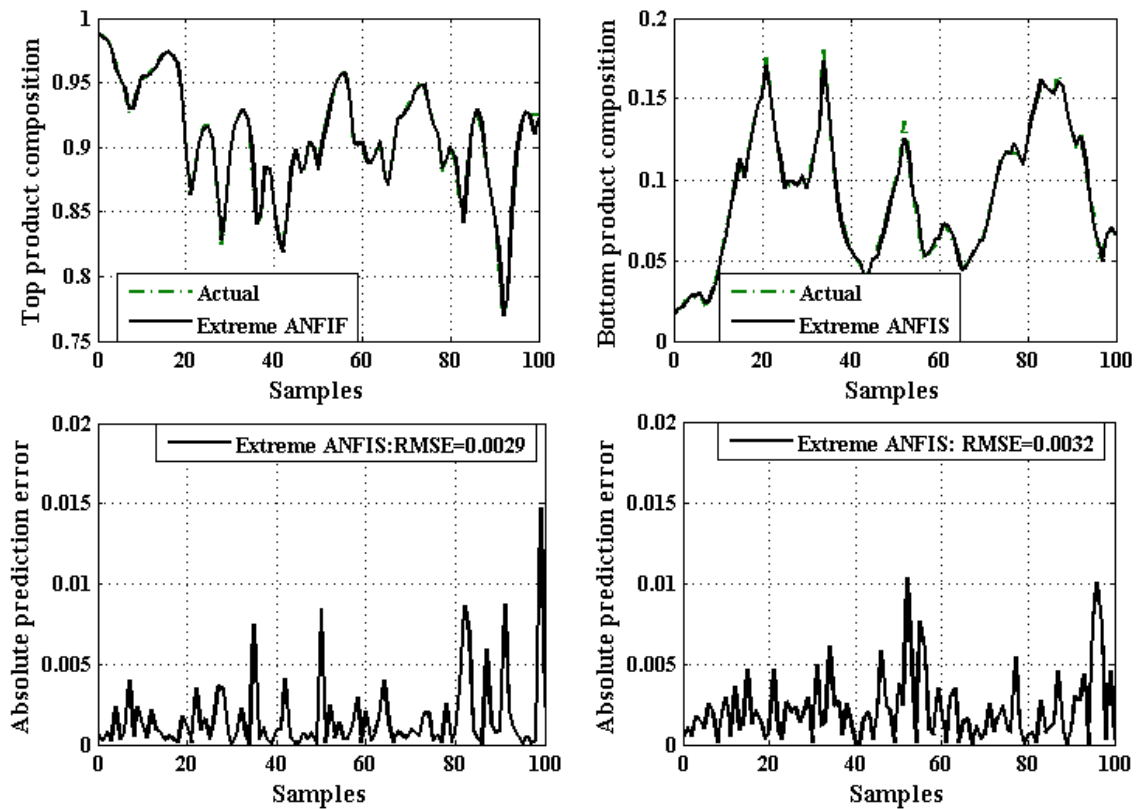 Top product composition
1
0.95
0.9
0.85
0.8
0.75
Actual
Extreme ANFIF
0 20 40 60 80 100
Samples
Bottom product composition
0.2
0.15
0.1
0.05
0
Actual
Extreme ANFIS
0 20 40 60 80 100
Samples
Absolute prediction error
0.02
0.015
0.01
0.005
0
Extreme ANFIS:RMSE=0.0029
0 20 40 60 80 100
Samples
Absolute prediction error
0.02
0.015
0.01
0.005
0
Extreme ANFIS: RMSE=0.0032
0 20 40 60 80 100
Samples